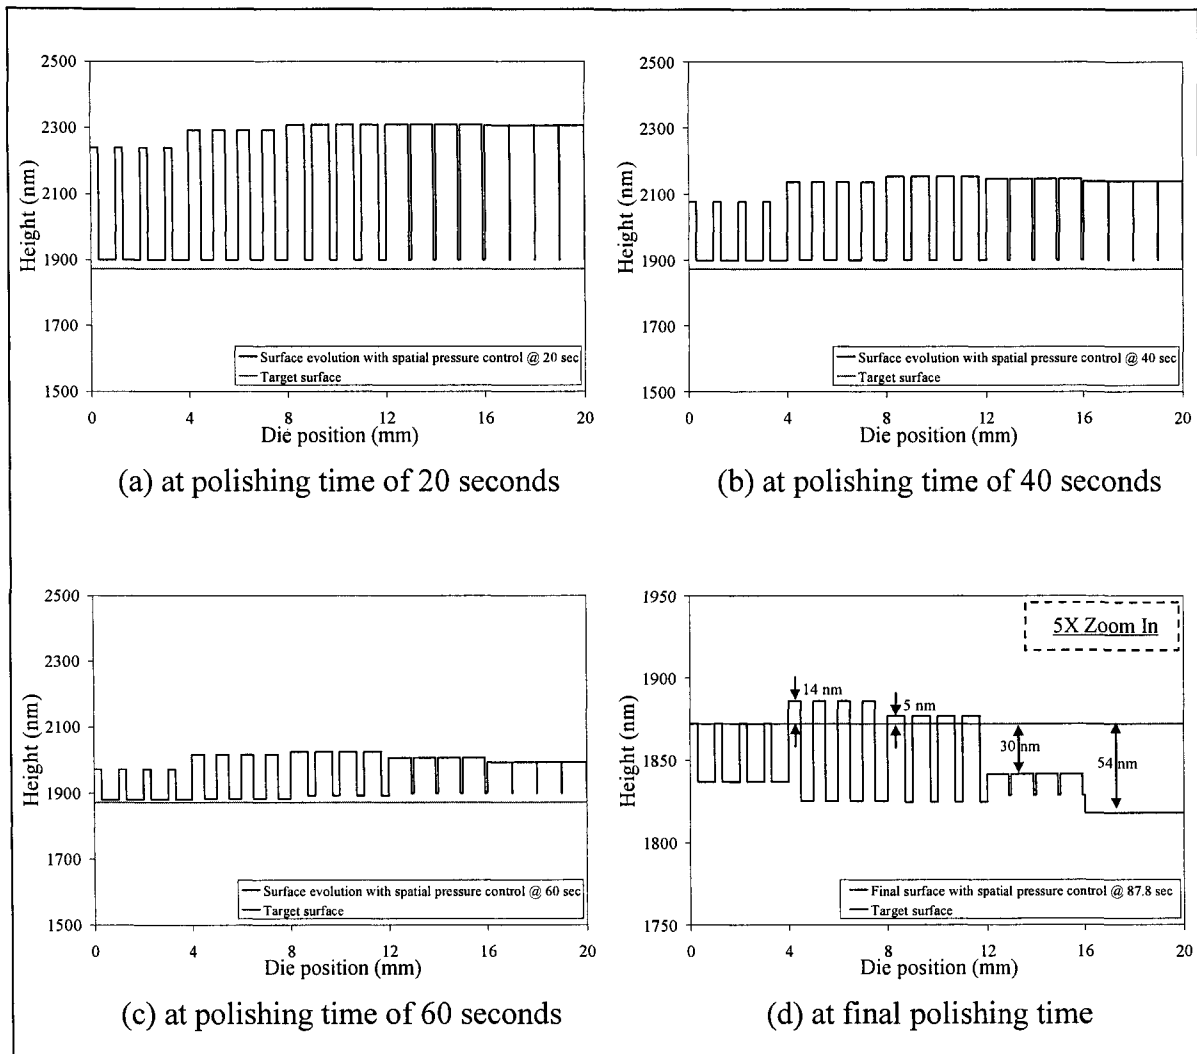 2500
2300
2100
1900
1700
1500
Height (nm)
Surface evolution with spatial pressure control @ 20 sec
Target surface
0 4 8 12 16 20
Die position (mm)
(a) at polishing time of 20 seconds
2500
2300
2100
1900
1700
1500
Height (nm)
Surface evolution with spatial pressure control @ 40 sec
Target surface
0 4 8 12 16 20
Die position (mm)
(b) at polishing time of 40 seconds
2500
2300
2100
1900
1700
1500
Height (nm)
Surface evolution with spatial pressure control @ 60 sec
Target surface
0 4 8 12 16 20
Die position (mm)
(c) at polishing time of 60 seconds
1950
1900
1850
1800
1750
Height (nm)
5X Zoom In
14 nm
5 nm
30 nm
54 nm
Final surface with spatial pressure control @ 87.8 sec
Target surface
0 4 8 12 16 20
Die position (mm)
(d) at final polishing time